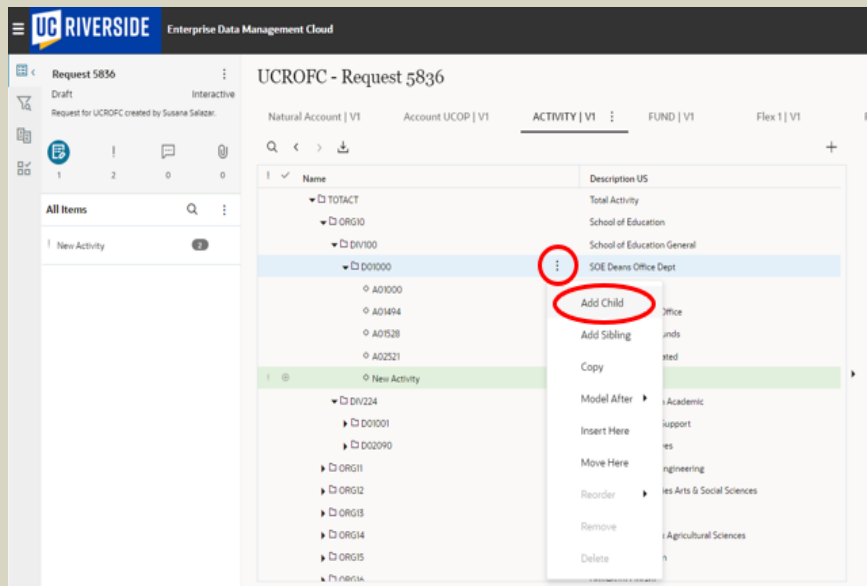 UC RIVERSIDE Enterprise Data Management Cloud
Request 5836
Draft Interactive
Request for UCROFC created by Susana Salazar.
1 2 0 0
All Items
! New Activity 2
UCROFC - Request 5836
Natural Account | V1 Account UCOP | V1 ACTIVITY | V1 FUND | V1 Flex 1 | V1
! Name Description US
TOTACT Total Activity
ORG10 School of Education
DIV100 School of Education General
D01000 SOE Deans Office Dept
A01000
A01494 Office
A01528 unds
A02521 ated
! New Activity
DIV224 Academic
D01001 Support
D02090 es
ORG11 ngineering
ORG12 ies Arts & Social Sciences
ORG13
ORG14 Agricultural Sciences
ORG15 n
ORG16
Add Child
Add Sibling
Copy
Model After
Insert Here
Move Here
Reorder
Remove
Delete